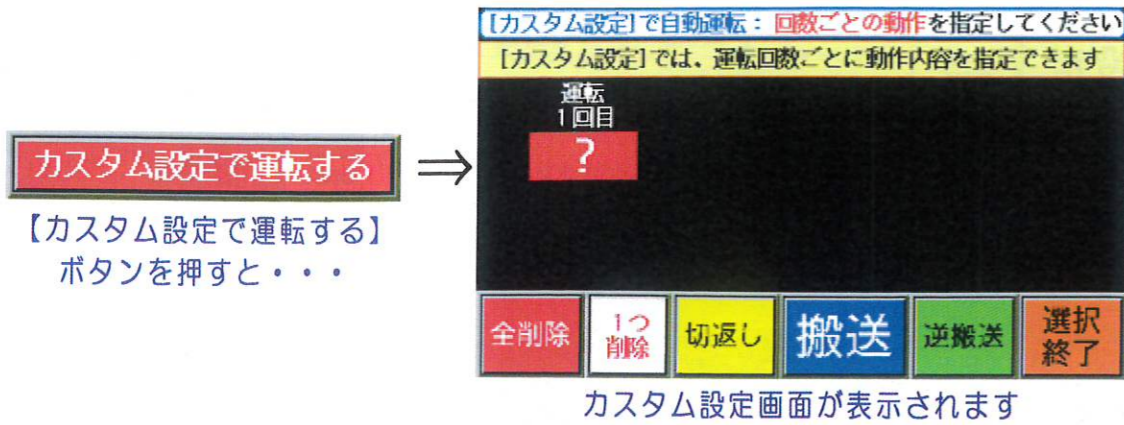 カスタム設定で運転する
⇒
【カスタム設定で運転する】
ボタンを押すと・・・
[カスタム設定]で自動運転：回数ごとの動作を指定してください
[カスタム設定]では、運転回数ごとに動作内容を指定できます
運転
1回目
?
全削除
1つ
削除
切返し
搬送
逆搬送
選択
終了
カスタム設定画面が表示されます